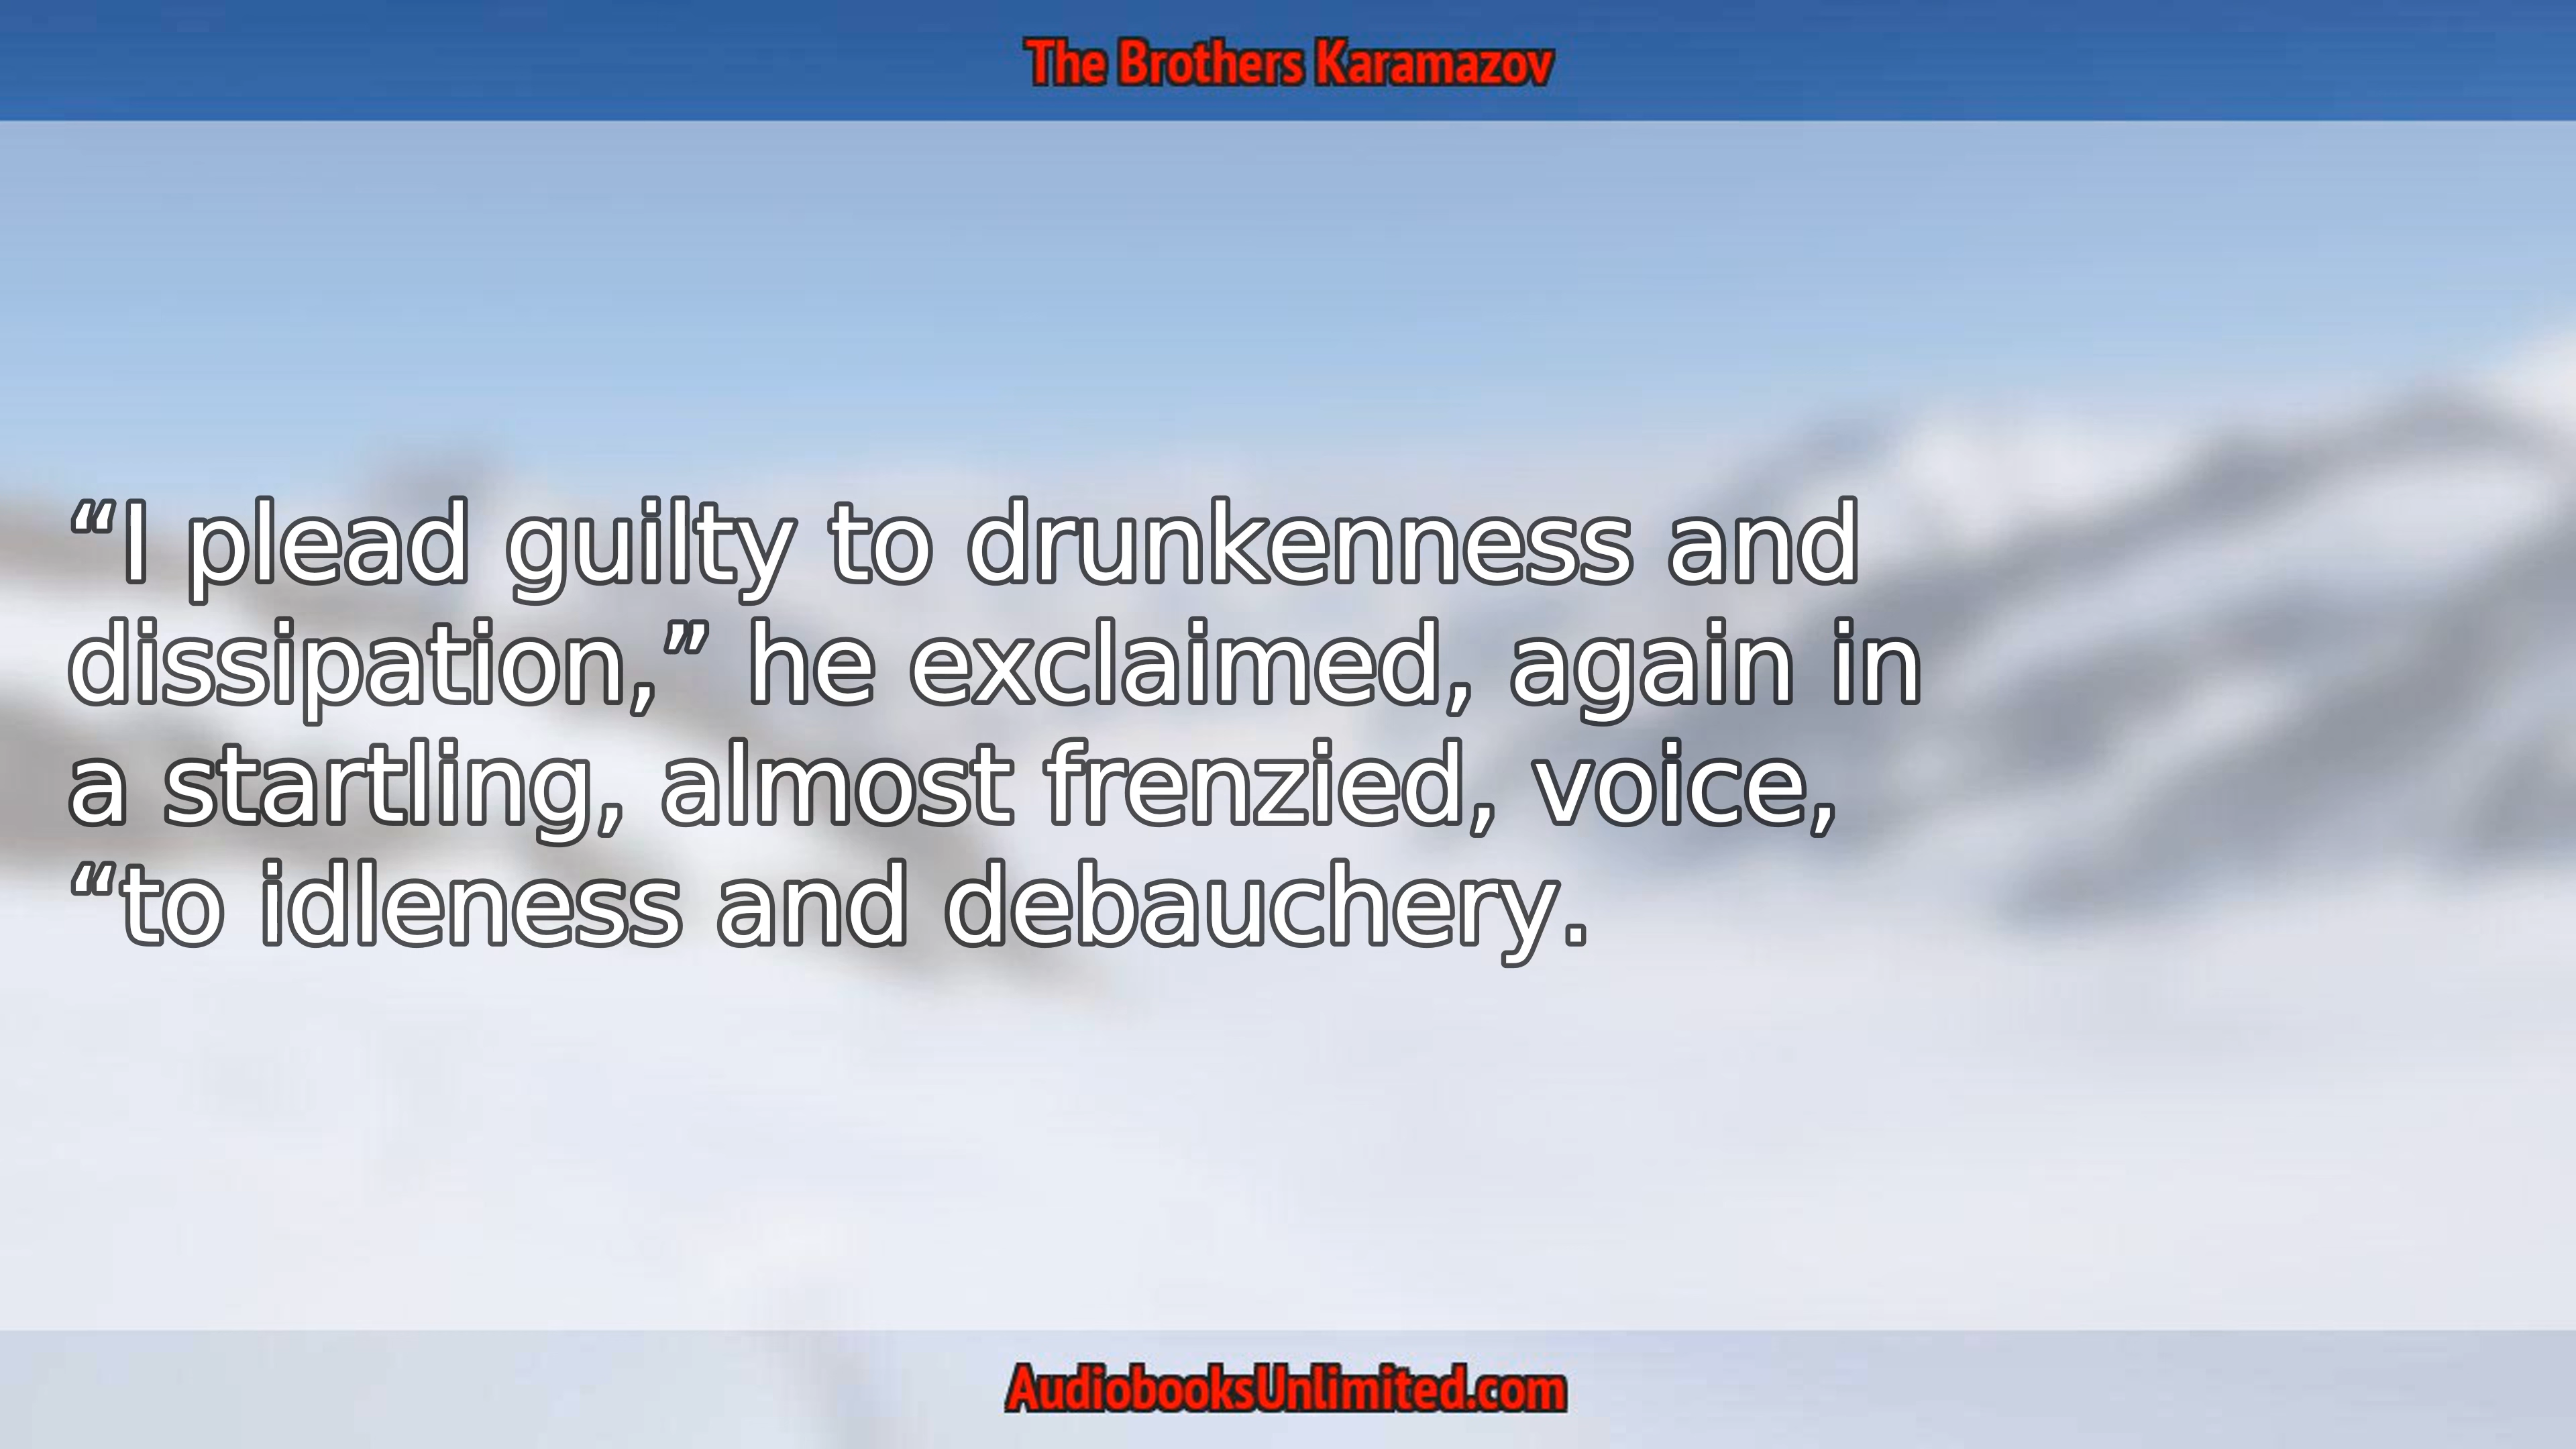 The Brothers Karamazov
“I plead guilty to drunkenness and
dissipation,” he exclaimed, again in
a startling, almost frenzied, voice,
“to idleness and debauchery.
AudiobooksUnlimited.com